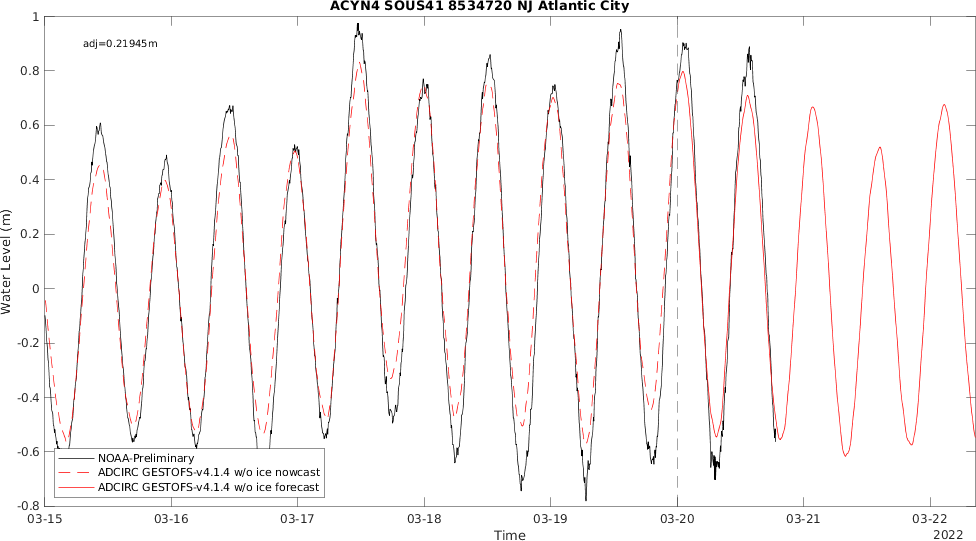 ACYN4 SOUS41 8534720 NJ Atlantic City
adj=0.21945m
1
0.8
0.6
0.4
0.2
0
-0.2
-0.4
-0.6
-0.8
Water Level (m)
NOAA-Preliminary
ADCIRC GESTOFS-v4.1.4 w/o ice nowcast
ADCIRC GESTOFS-v4.1.4 w/o ice forecast
03-15 03-16 03-17 03-18 03-19 03-20 03-21 03-22
Time
2022